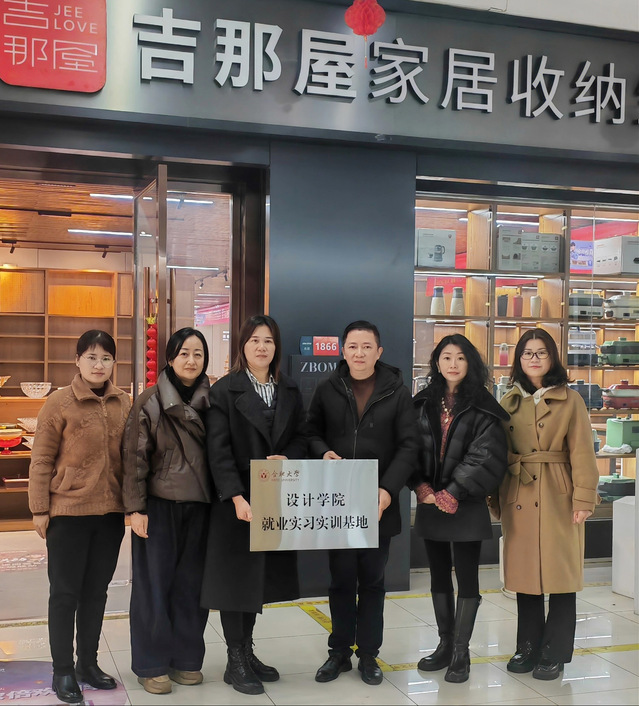 吉
那屋
JEE
LOVE
吉那屋家居收纳
1866
ZBOM
合肥大学
设计学院
就业实习实训基地